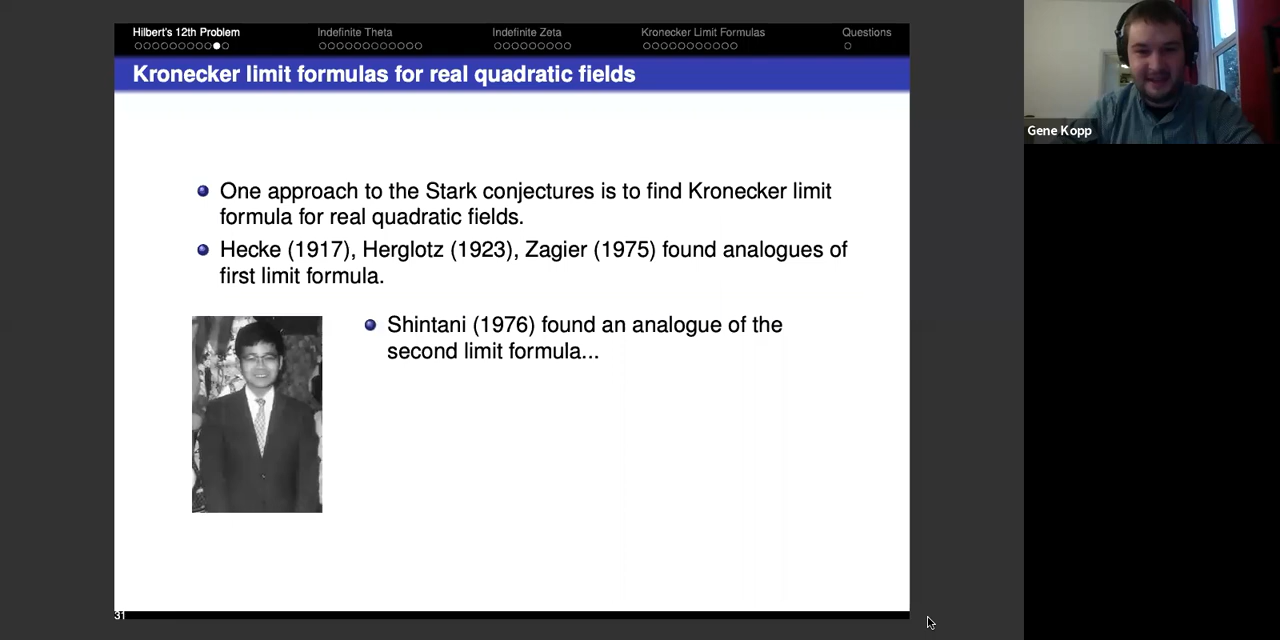 Hilbert's 12th Problem
Indefinite Theta
Indefinite Zeta
Kronecker Limit Formulas
Questions
Kronecker limit formulas for real quadratic fields
One approach to the Stark conjectures is to find Kronecker limit
formula for real quadratic fields.
Hecke (1917), Herglotz (1923), Zagier (1975) found analogues of
first limit formula.
Shintani (1976) found an analogue of the
second limit formula...
31
Gene Kopp